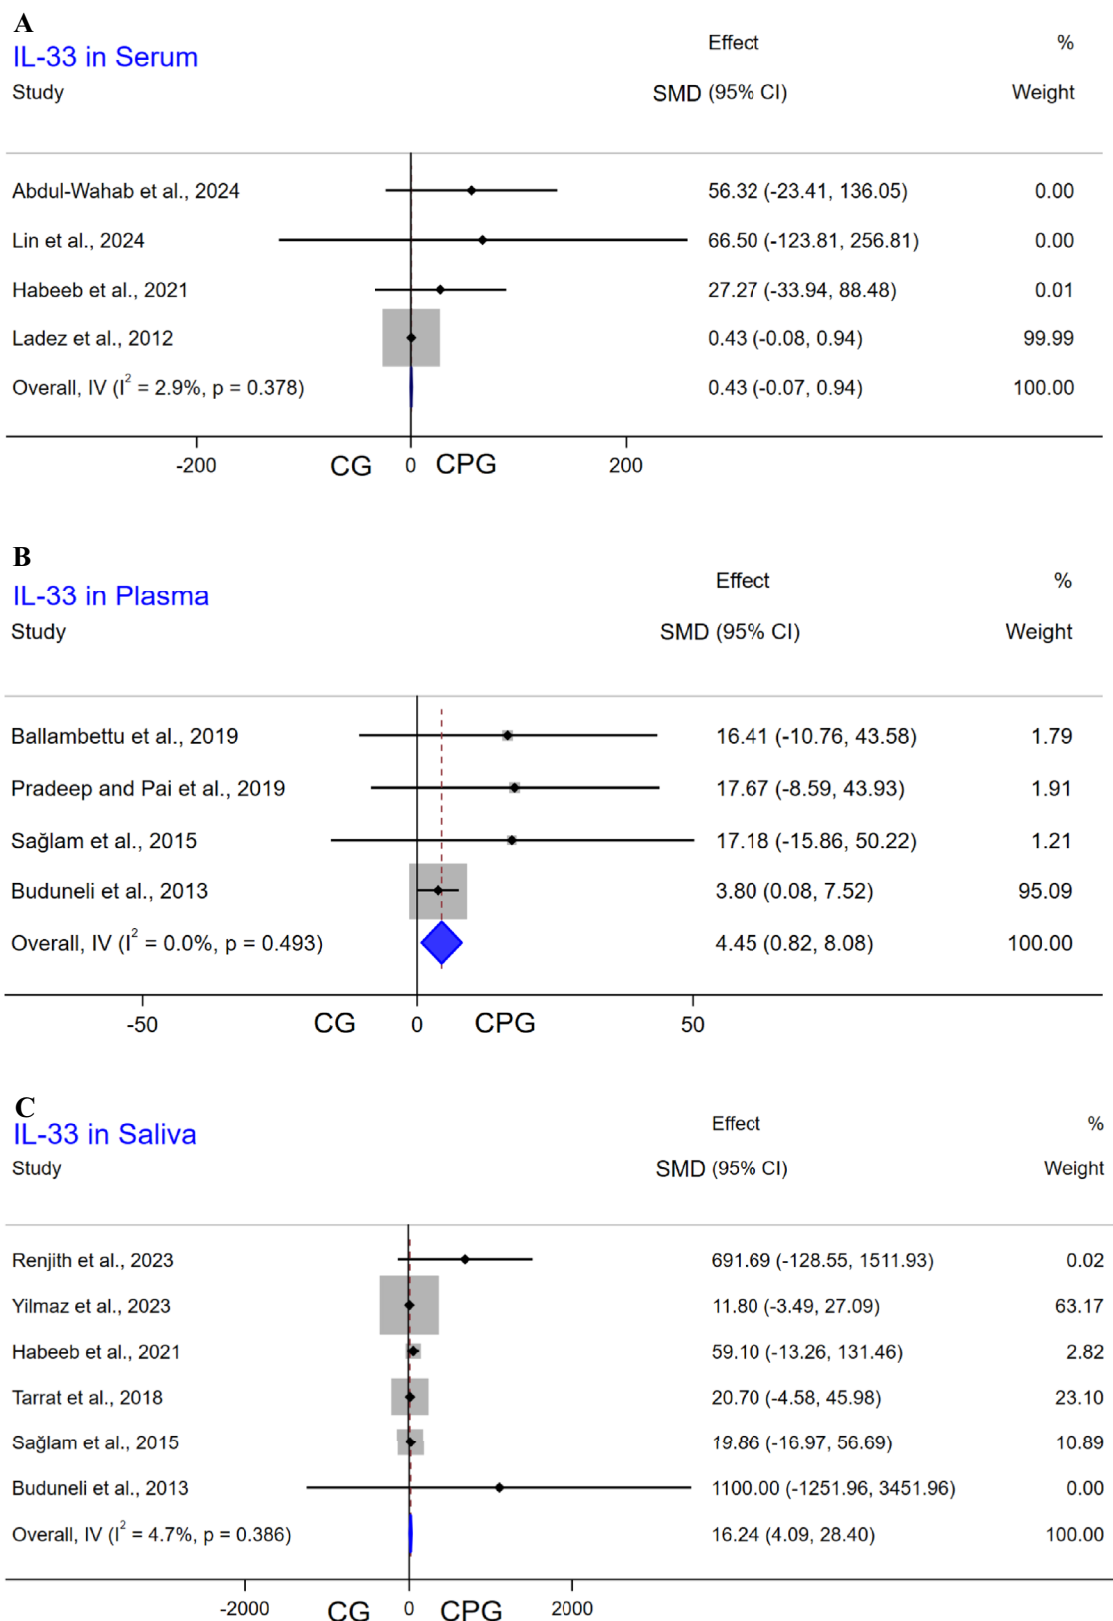 A
IL-33 in Serum
Effect %
Study SMD (95% CI) Weight
Abdul-Wahab et al., 2024 56.32 (-23.41, 136.05) 0.00
Lin et al., 2024 66.50 (-123.81, 256.81) 0.00
Habeeb et al., 2021 27.27 (-33.94, 88.48) 0.01
Ladez et al., 2012 0.43 (-0.08, 0.94) 99.99
Overall, IV (I² = 2.9%, p = 0.378) 0.43 (-0.07, 0.94) 100.00
-200 CG 0 CPG 200
B
IL-33 in Plasma
Effect %
Study SMD (95% CI) Weight
Ballambettu et al., 2019 16.41 (-10.76, 43.58) 1.79
Pradeep and Pai et al., 2019 17.67 (-8.59, 43.93) 1.91
Sağlam et al., 2015 17.18 (-15.86, 50.22) 1.21
Buduneli et al., 2013 3.80 (0.08, 7.52) 95.09
Overall, IV (I² = 0.0%, p = 0.493) 4.45 (0.82, 8.08) 100.00
-50 CG 0 CPG 50
C
IL-33 in Saliva
Effect %
Study SMD (95% CI) Weight
Renjith et al., 2023 691.69 (-128.55, 1511.93) 0.02
Yilmaz et al., 2023 11.80 (-3.49, 27.09) 63.17
Habeeb et al., 2021 59.10 (-13.26, 131.46) 2.82
Tarrat et al., 2018 20.70 (-4.58, 45.98) 23.10
Sağlam et al., 2015 19.86 (-16.97, 56.69) 10.89
Buduneli et al., 2013 1100.00 (-1251.96, 3451.96) 0.00
Overall, IV (I² = 4.7%, p = 0.386) 16.24 (4.09, 28.40) 100.00
-2000 CG 0 CPG 2000